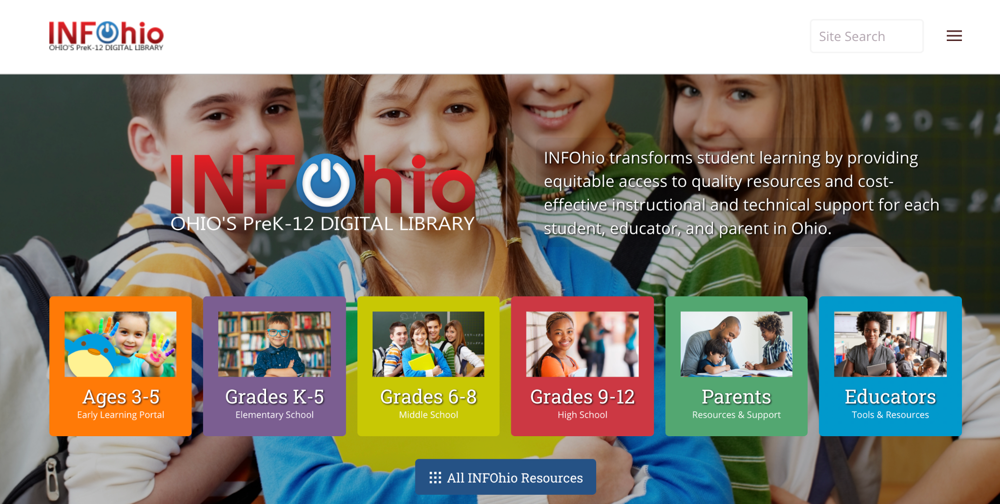 INFOhio
OHIO'S PreK-12 DIGITAL LIBRARY
Site Search
INFOhio
OHIO'S PreK-12 DIGITAL LIBRARY
INFOhio transforms student learning by providing
equitable access to quality resources and cost-
effective instructional and technical support for each
student, educator, and parent in Ohio.
Ages 3-5
Early Learning Portal
Grades K-5
Elementary School
Grades 6-8
Middle School
Grades 9-12
High School
Parents
Resources & Support
Educators
Tools & Resources
All INFOhio Resources